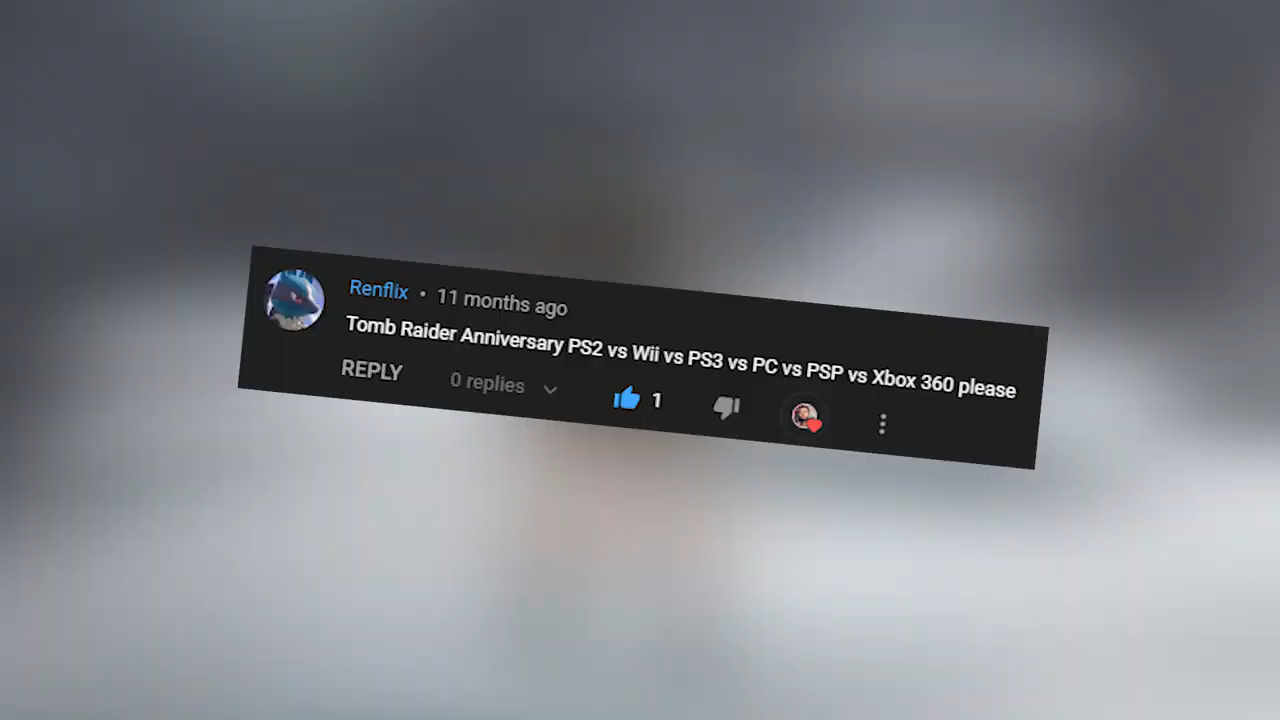 Renflix • 11 months ago
Tomb Raider Anniversary PS2 vs Wii vs PS3 vs PC vs PSP vs Xbox 360 please
REPLY 0 replies 1